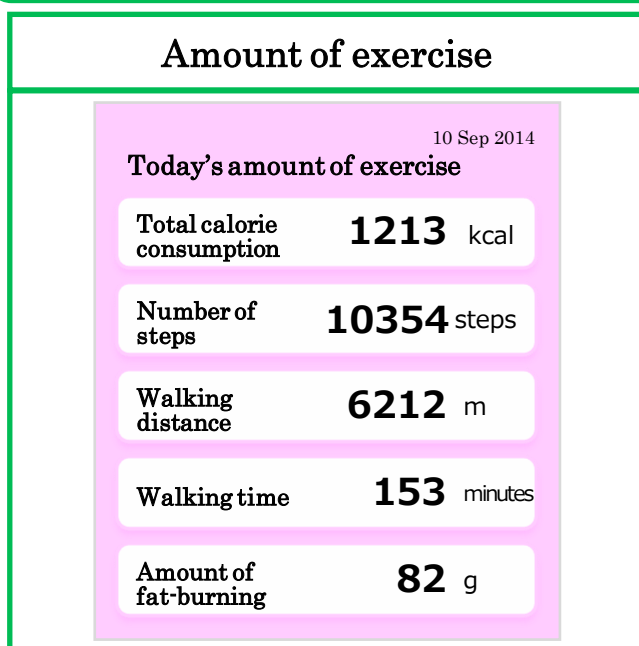 Amount of exercise
10 Sep 2014
Today's amount of exercise
Total calorie
consumption
1213 kcal
Number of
steps
10354 steps
Walking
distance
6212 m
Walking time 153 minutes
Amount of
fat-burning
82 g